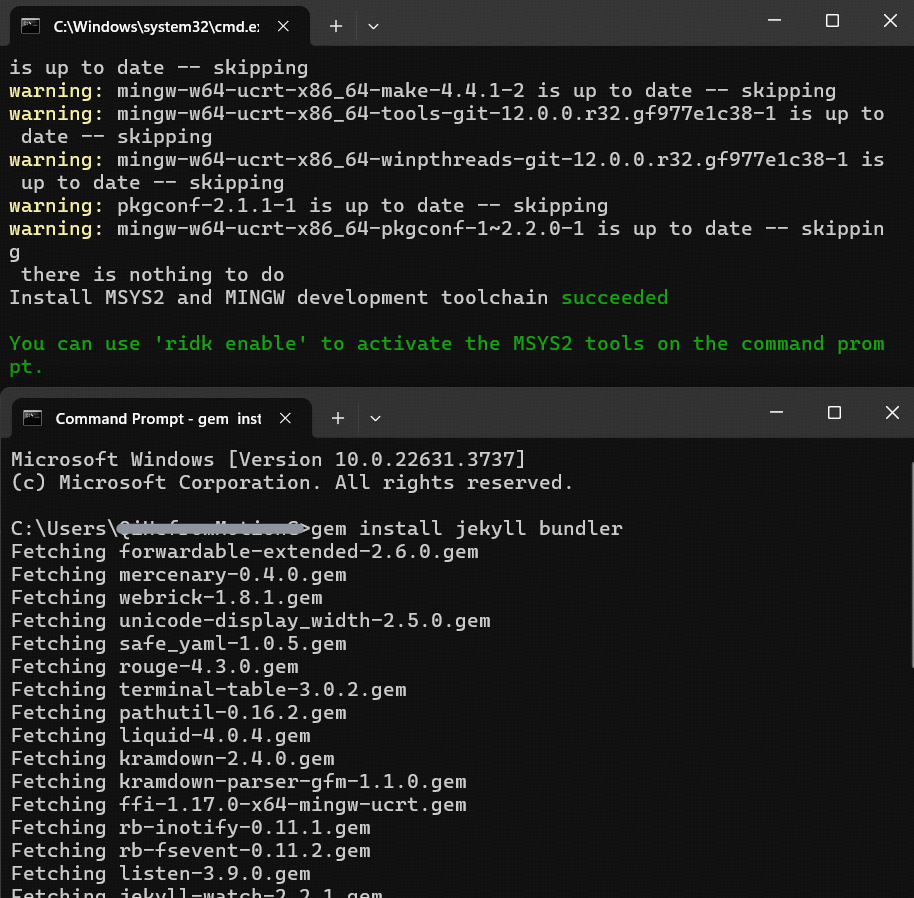 C:\Windows\system32\cmd.e
is up to date -- skipping
warning: mingw-w64-ucrt-x86_64-make-4.4.1-2 is up to date -- skipping
warning: mingw-w64-ucrt-x86_64-tools-git-12.0.0.r32.gf977e1c38-1 is up to
date -- skipping
warning: mingw-w64-ucrt-x86_64-winpthreads-git-12.0.0.r32.gf977e1c38-1 is
up to date -- skipping
warning: pkgconf-2.1.1-1 is up to date -- skipping
warning: mingw-w64-ucrt-x86_64-pkgconf-1~2.2.0-1 is up to date -- skippin
g
there is nothing to do
Install MSYS2 and MINGW development toolchain succeeded
You can use 'ridk enable' to activate the MSYS2 tools on the command prom
pt.
Command Prompt - gem inst
Microsoft Windows [Version 10.0.22631.3737]
(c) Microsoft Corporation. All rights reserved.
C:\Users\ >gem install jekyll bundler
Fetching forwardable-extended-2.6.0.gem
Fetching mercenary-0.4.0.gem
Fetching webrick-1.8.1.gem
Fetching unicode-display_width-2.5.0.gem
Fetching safe_yaml-1.0.5.gem
Fetching rouge-4.3.0.gem
Fetching terminal-table-3.0.2.gem
Fetching pathutil-0.16.2.gem
Fetching liquid-4.0.4.gem
Fetching kramdown-2.4.0.gem
Fetching kramdown-parser-gfm-1.1.0.gem
Fetching ffi-1.17.0-x64-mingw-ucrt.gem
Fetching rb-inotify-0.11.1.gem
Fetching rb-fsevent-0.11.2.gem
Fetching listen-3.9.0.gem
Fetching jekyll-watch-2.2.1.gem